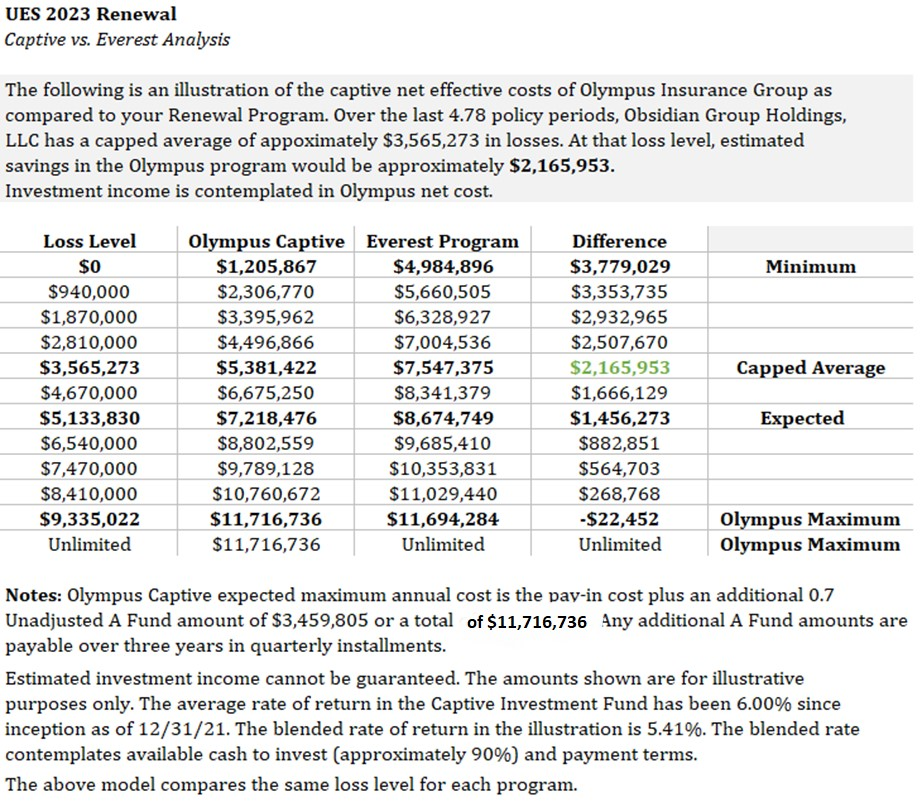 UES 2023 Renewal
Captive vs. Everest Analysis
The following is an illustration of the captive net effective costs of Olympus Insurance Group as
compared to your Renewal Program. Over the last 4.78 policy periods, Obsidian Group Holdings,
LLC has a capped average of appoximately $3,565,273 in losses. At that loss level, estimated
savings in the Olympus program would be approximately $2,165,953.
Investment income is contemplated in Olympus net cost.
Loss Level Olympus Captive Everest Program Difference
$0 $1,205,867 $4,984,896 $3,779,029 Minimum
$940,000 $2,306,770 $5,660,505 $3,353,735
$1,870,000 $3,395,962 $6,328,927 $2,932,965
$2,810,000 $4,496,866 $7,004,536 $2,507,670
$3,565,273 $5,381,422 $7,547,375 $2,165,953 Capped Average
$4,670,000 $6,675,250 $8,341,379 $1,666,129
$5,133,830 $7,218,476 $8,674,749 $1,456,273 Expected
$6,540,000 $8,802,559 $9,685,410 $882,851
$7,470,000 $9,789,128 $10,353,831 $564,703
$8,410,000 $10,760,672 $11,029,440 $268,768
$9,335,022 $11,716,736 $11,694,284 -$22,452 Olympus Maximum
Unlimited $11,716,736 Unlimited Unlimited Olympus Maximum
Notes: Olympus Captive expected maximum annual cost is the pay-in cost plus an additional 0.7
Unadjusted A Fund amount of $3,459,805 or a total of $11,716,736 Any additional A Fund amounts are
payable over three years in quarterly installments.
Estimated investment income cannot be guaranteed. The amounts shown are for illustrative
purposes only. The average rate of return in the Captive Investment Fund has been 6.00% since
inception as of 12/31/21. The blended rate of return in the illustration is 5.41%. The blended rate
contemplates available cash to invest (approximately 90%) and payment terms.
The above model compares the same loss level for each program.